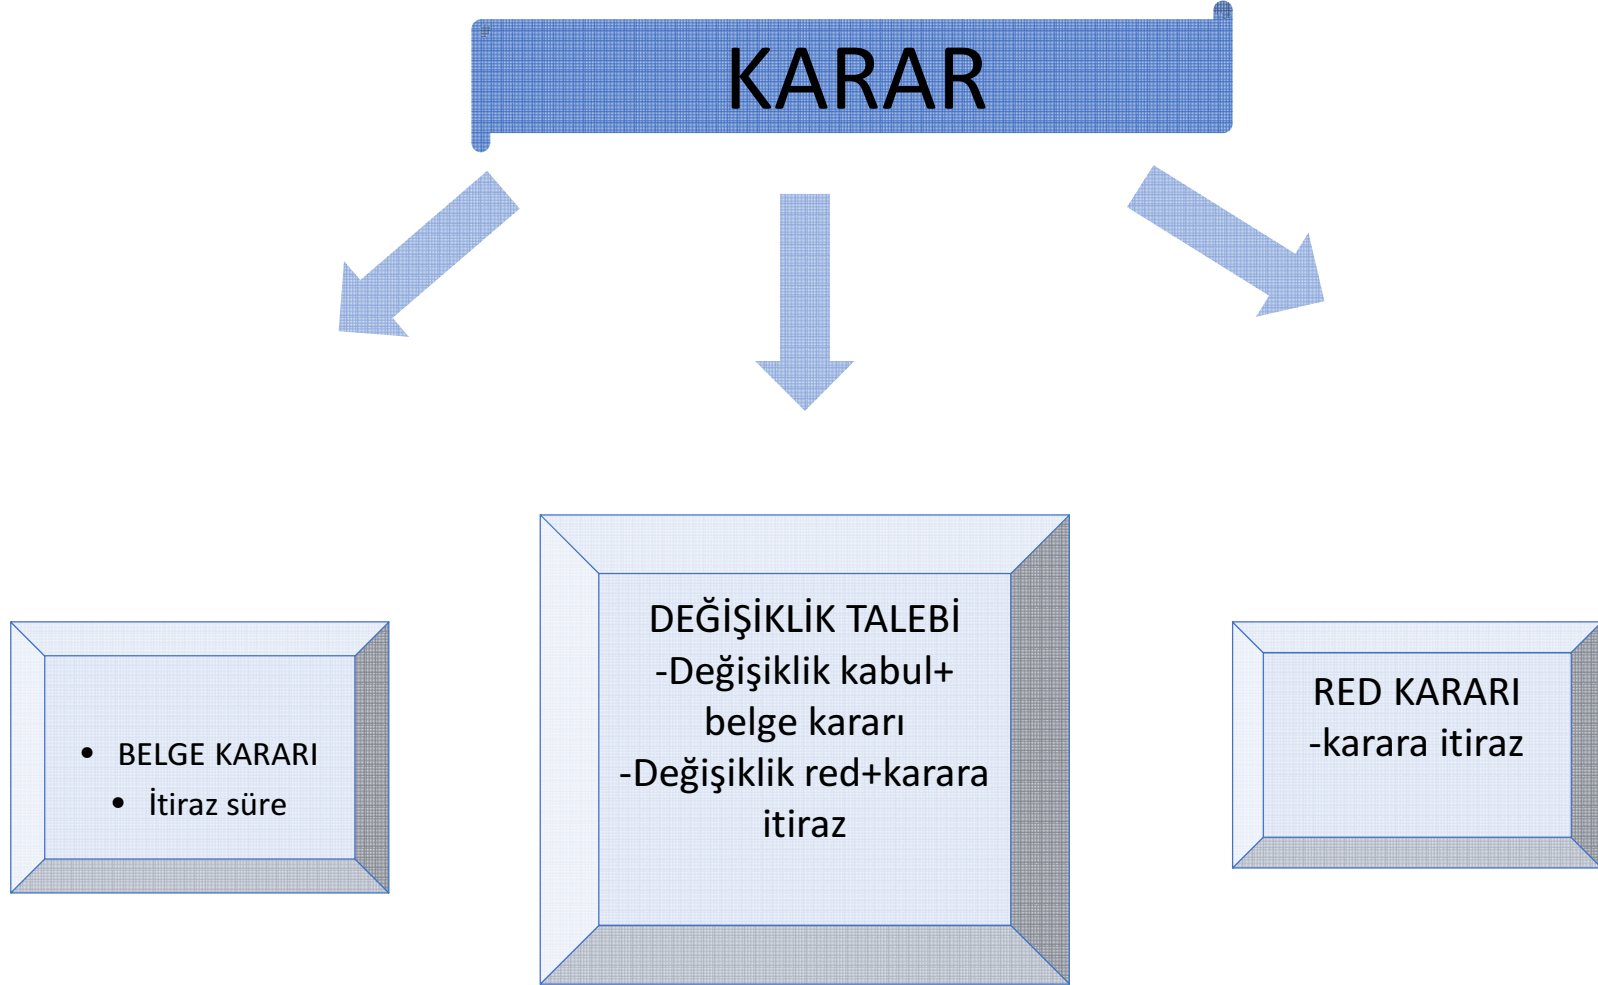 KARAR
• BELGE KARARI
• İtiraz süre
DEĞİŞİKLİK TALEBİ
-Değişiklik kabul+
belge kararı
-Değişiklik red+karara
itiraz
RED KARARI
-karara itiraz